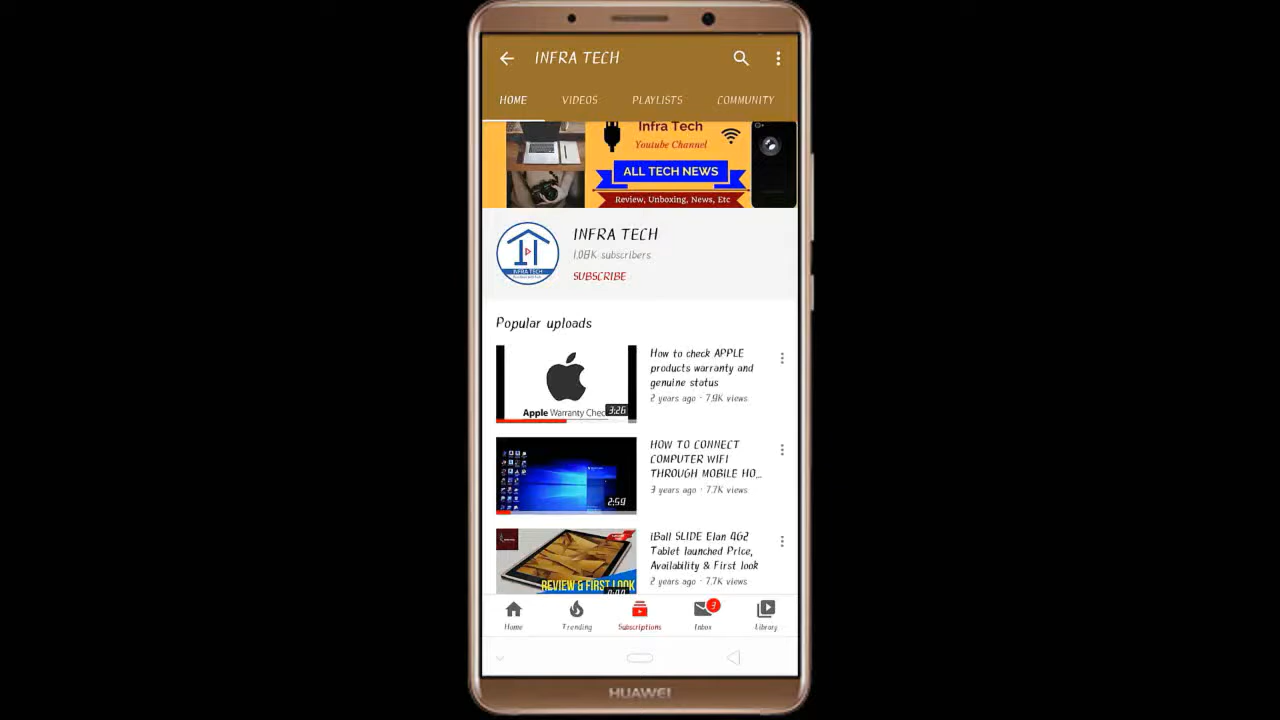 INFRA TECH
HOME VIDEOS PLAYLISTS COMMUNITY
Infra Tech
Youtube Channel
ALL TECH NEWS
Review, Unboxing, News, Etc
INFRA TECH
1.08K subscribers
SUBSCRIBE
INFRA TECH
Popular uploads
How to check APPLE
products warranty and
genuine status
2 years ago · 7.9K views
Apple Warranty Chec
3:26
HOW TO CONNECT
COMPUTER WIFI
THROUGH MOBILE HO...
3 years ago · 7.7K views
2:59
iBall SLIDE Elan 4G2
Tablet launched Price,
Availability & First look
2 years ago · 7.7K views
REVIEW & FIRST LOOK
3
Home Trending Subscriptions Inbox Library
HUAWEI